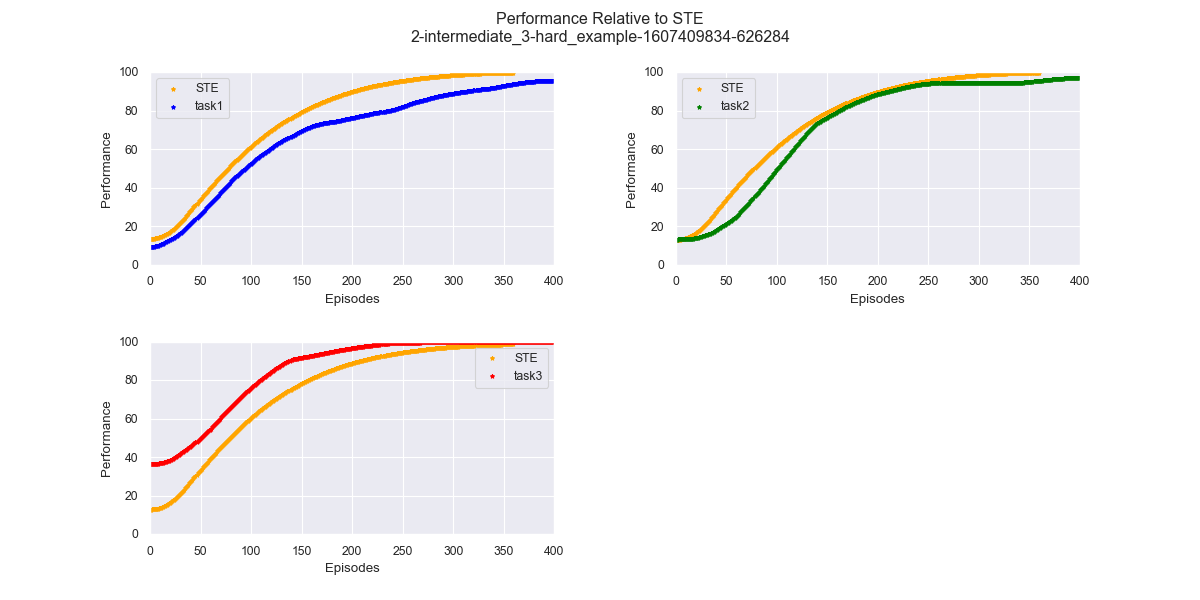 Performance Relative to STE
2-intermediate_3-hard_example-1607409834-626284
100
80
60
40
20
0
Performance
STE
task1
0 50 100 150 200 250 300 350 400
Episodes
100
80
60
40
20
0
Performance
STE
task2
0 50 100 150 200 250 300 350 400
Episodes
100
80
60
40
20
0
Performance
STE
task3
0 50 100 150 200 250 300 350 400
Episodes